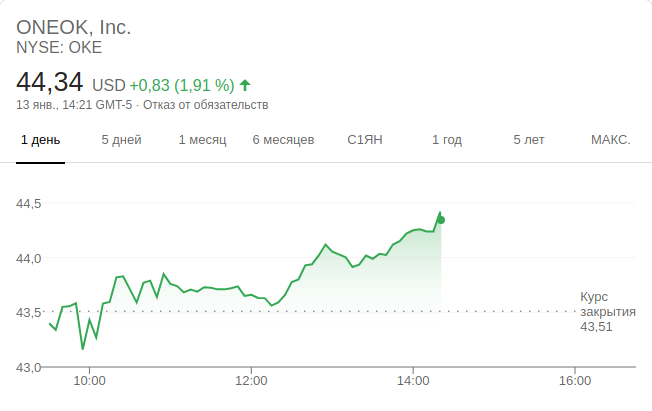 ONEOK, Inc.
NYSE: OKE
44,34 USD +0,83 (1,91 %)
13 янв., 14:21 GMT-5 · Отказ от обязательств
1 день 5 дней 1 месяц 6 месяцев С1ЯН 1 год 5 лет МАКС.
44,5
44,0
43,5
43,0
Курс
закрытия
43,51
10:00 12:00 14:00 16:00